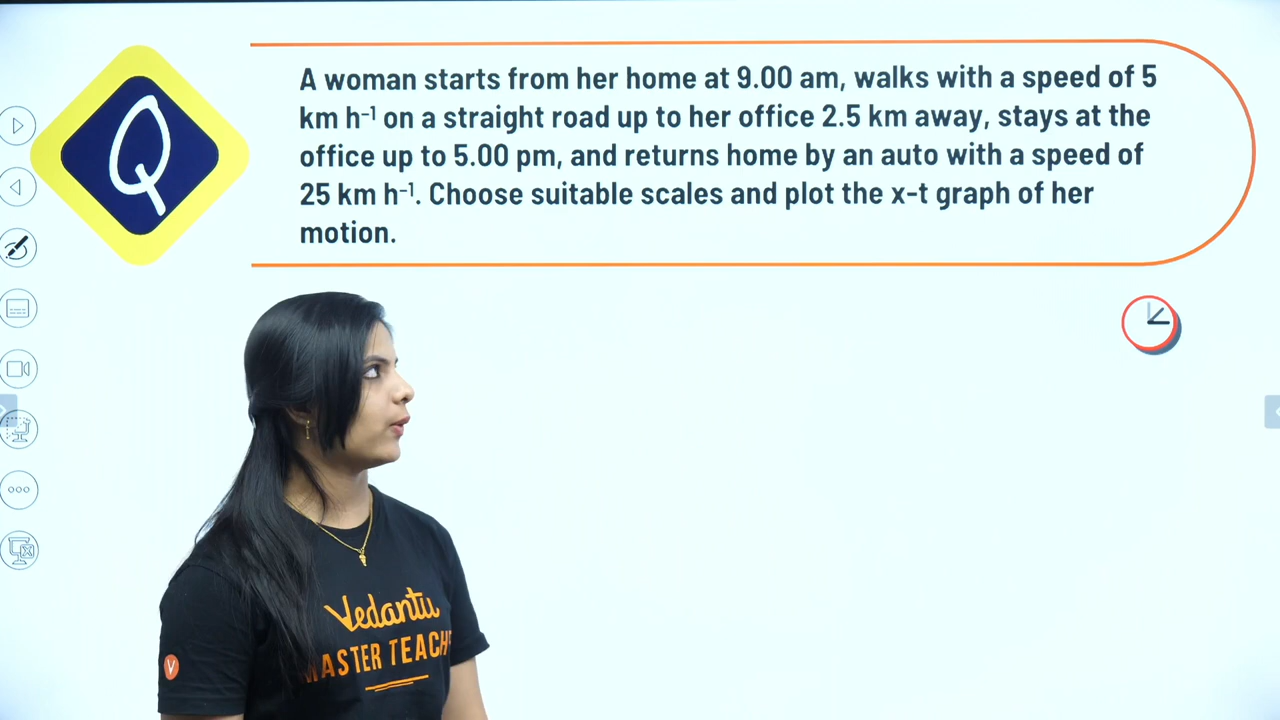 Q
A woman starts from her home at 9.00 am, walks with a speed of 5
km h⁻¹ on a straight road up to her office 2.5 km away, stays at the
office up to 5.00 pm, and returns home by an auto with a speed of
25 km h⁻¹. Choose suitable scales and plot the x-t graph of her
motion.
Vedantu
MASTER TEACH
V